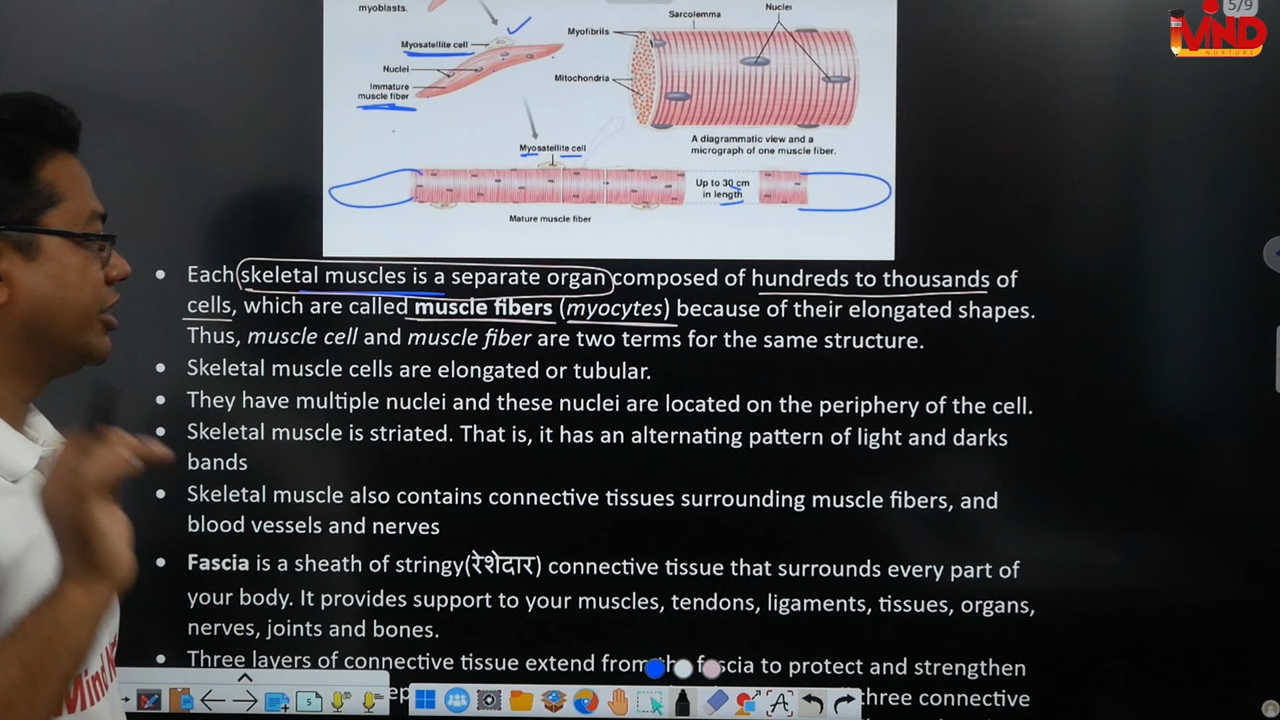 5/9
MIND
NURTURE
myoblasts.
Myosatellite cell
Nuclei
Immature
muscle fiber
Sarcolemma
Nuclei
Myofibrils
Mitochondria
A diagrammatic view and a
micrograph of one muscle fiber.
Myosatellite cell
Up to 30 cm
in length
Mature muscle fiber
• Each skeletal muscles is a separate organ composed of hundreds to thousands of
cells, which are called muscle fibers (myocytes) because of their elongated shapes.
Thus, muscle cell and muscle fiber are two terms for the same structure.
• Skeletal muscle cells are elongated or tubular.
• They have multiple nuclei and these nuclei are located on the periphery of the cell.
• Skeletal muscle is striated. That is, it has an alternating pattern of light and darks
bands
• Skeletal muscle also contains connective tissues surrounding muscle fibers, and
blood vessels and nerves
• Fascia is a sheath of stringy(रेशेदार) connective tissue that surrounds every part of
your body. It provides support to your muscles, tendons, ligaments, tissues, organs,
nerves, joints and bones.
• Three layers of connective tissue extend from the fascia to protect and strengthen
three connective